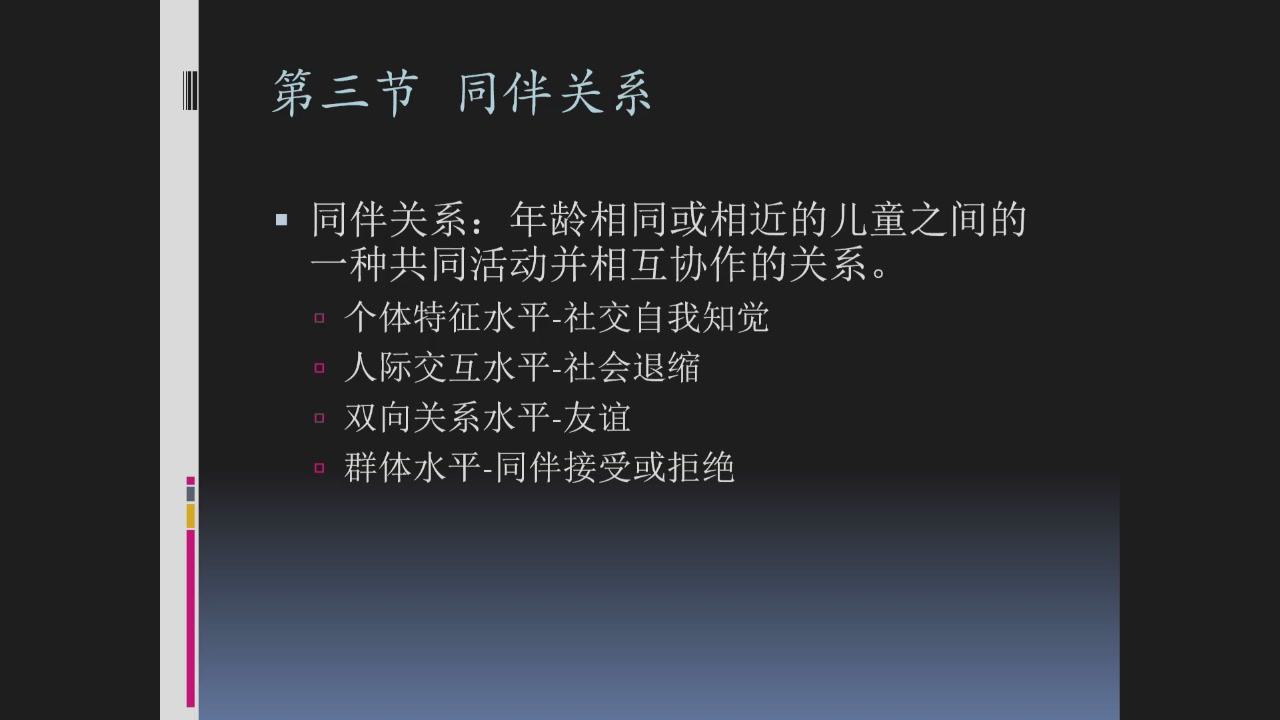 第三节 同伴关系
同伴关系：年龄相同或相近的儿童之间的
一种共同活动并相互协作的关系。
个体特征水平-社交自我知觉
人际交互水平-社会退缩
双向关系水平-友谊
群体水平-同伴接受或拒绝